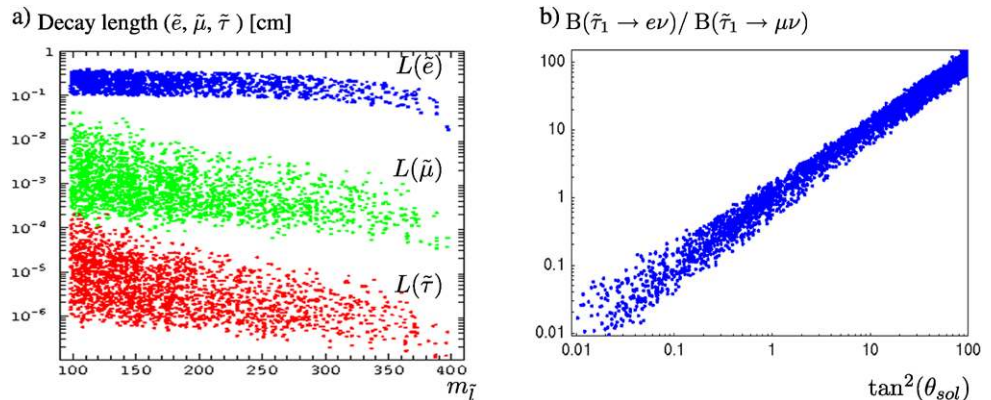 a) Decay length (ẽ, μ̃, τ̃ ) [cm]
1
10⁻¹
10⁻²
10⁻³
10⁻⁴
10⁻⁵
10⁻⁶
L(ẽ)
L(μ̃)
L(τ̃)
100 150 200 250 300 350 400
m_l̃
b) B(τ̃₁ → eν)/ B(τ̃₁ → μν)
100
10
1
0.1
0.01
0.01 0.1 1 10 100
tan²(θ_sol)